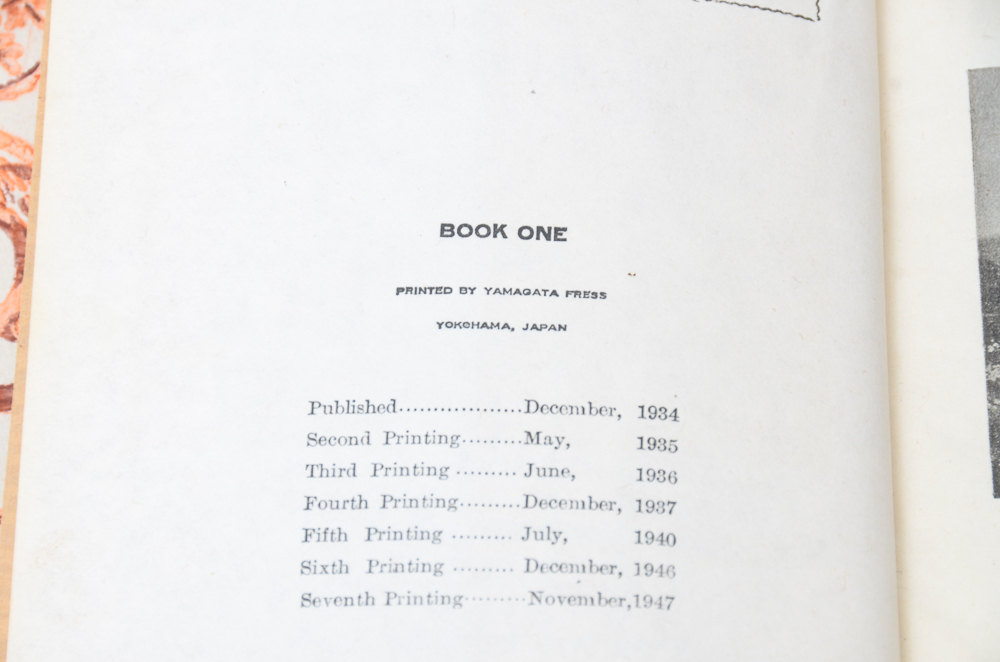 BOOK ONE
PRINTED BY YAMAGATA PRESS
YOKOHAMA, JAPAN
Published..................December, 1934
Second Printing.........May, 1935
Third Printing ......... June, 1936
Fourth Printing.........December, 1937
Fifth Printing ......... July, 1940
Sixth Printing ......... December, 1946
Seventh Printing.........November,1947